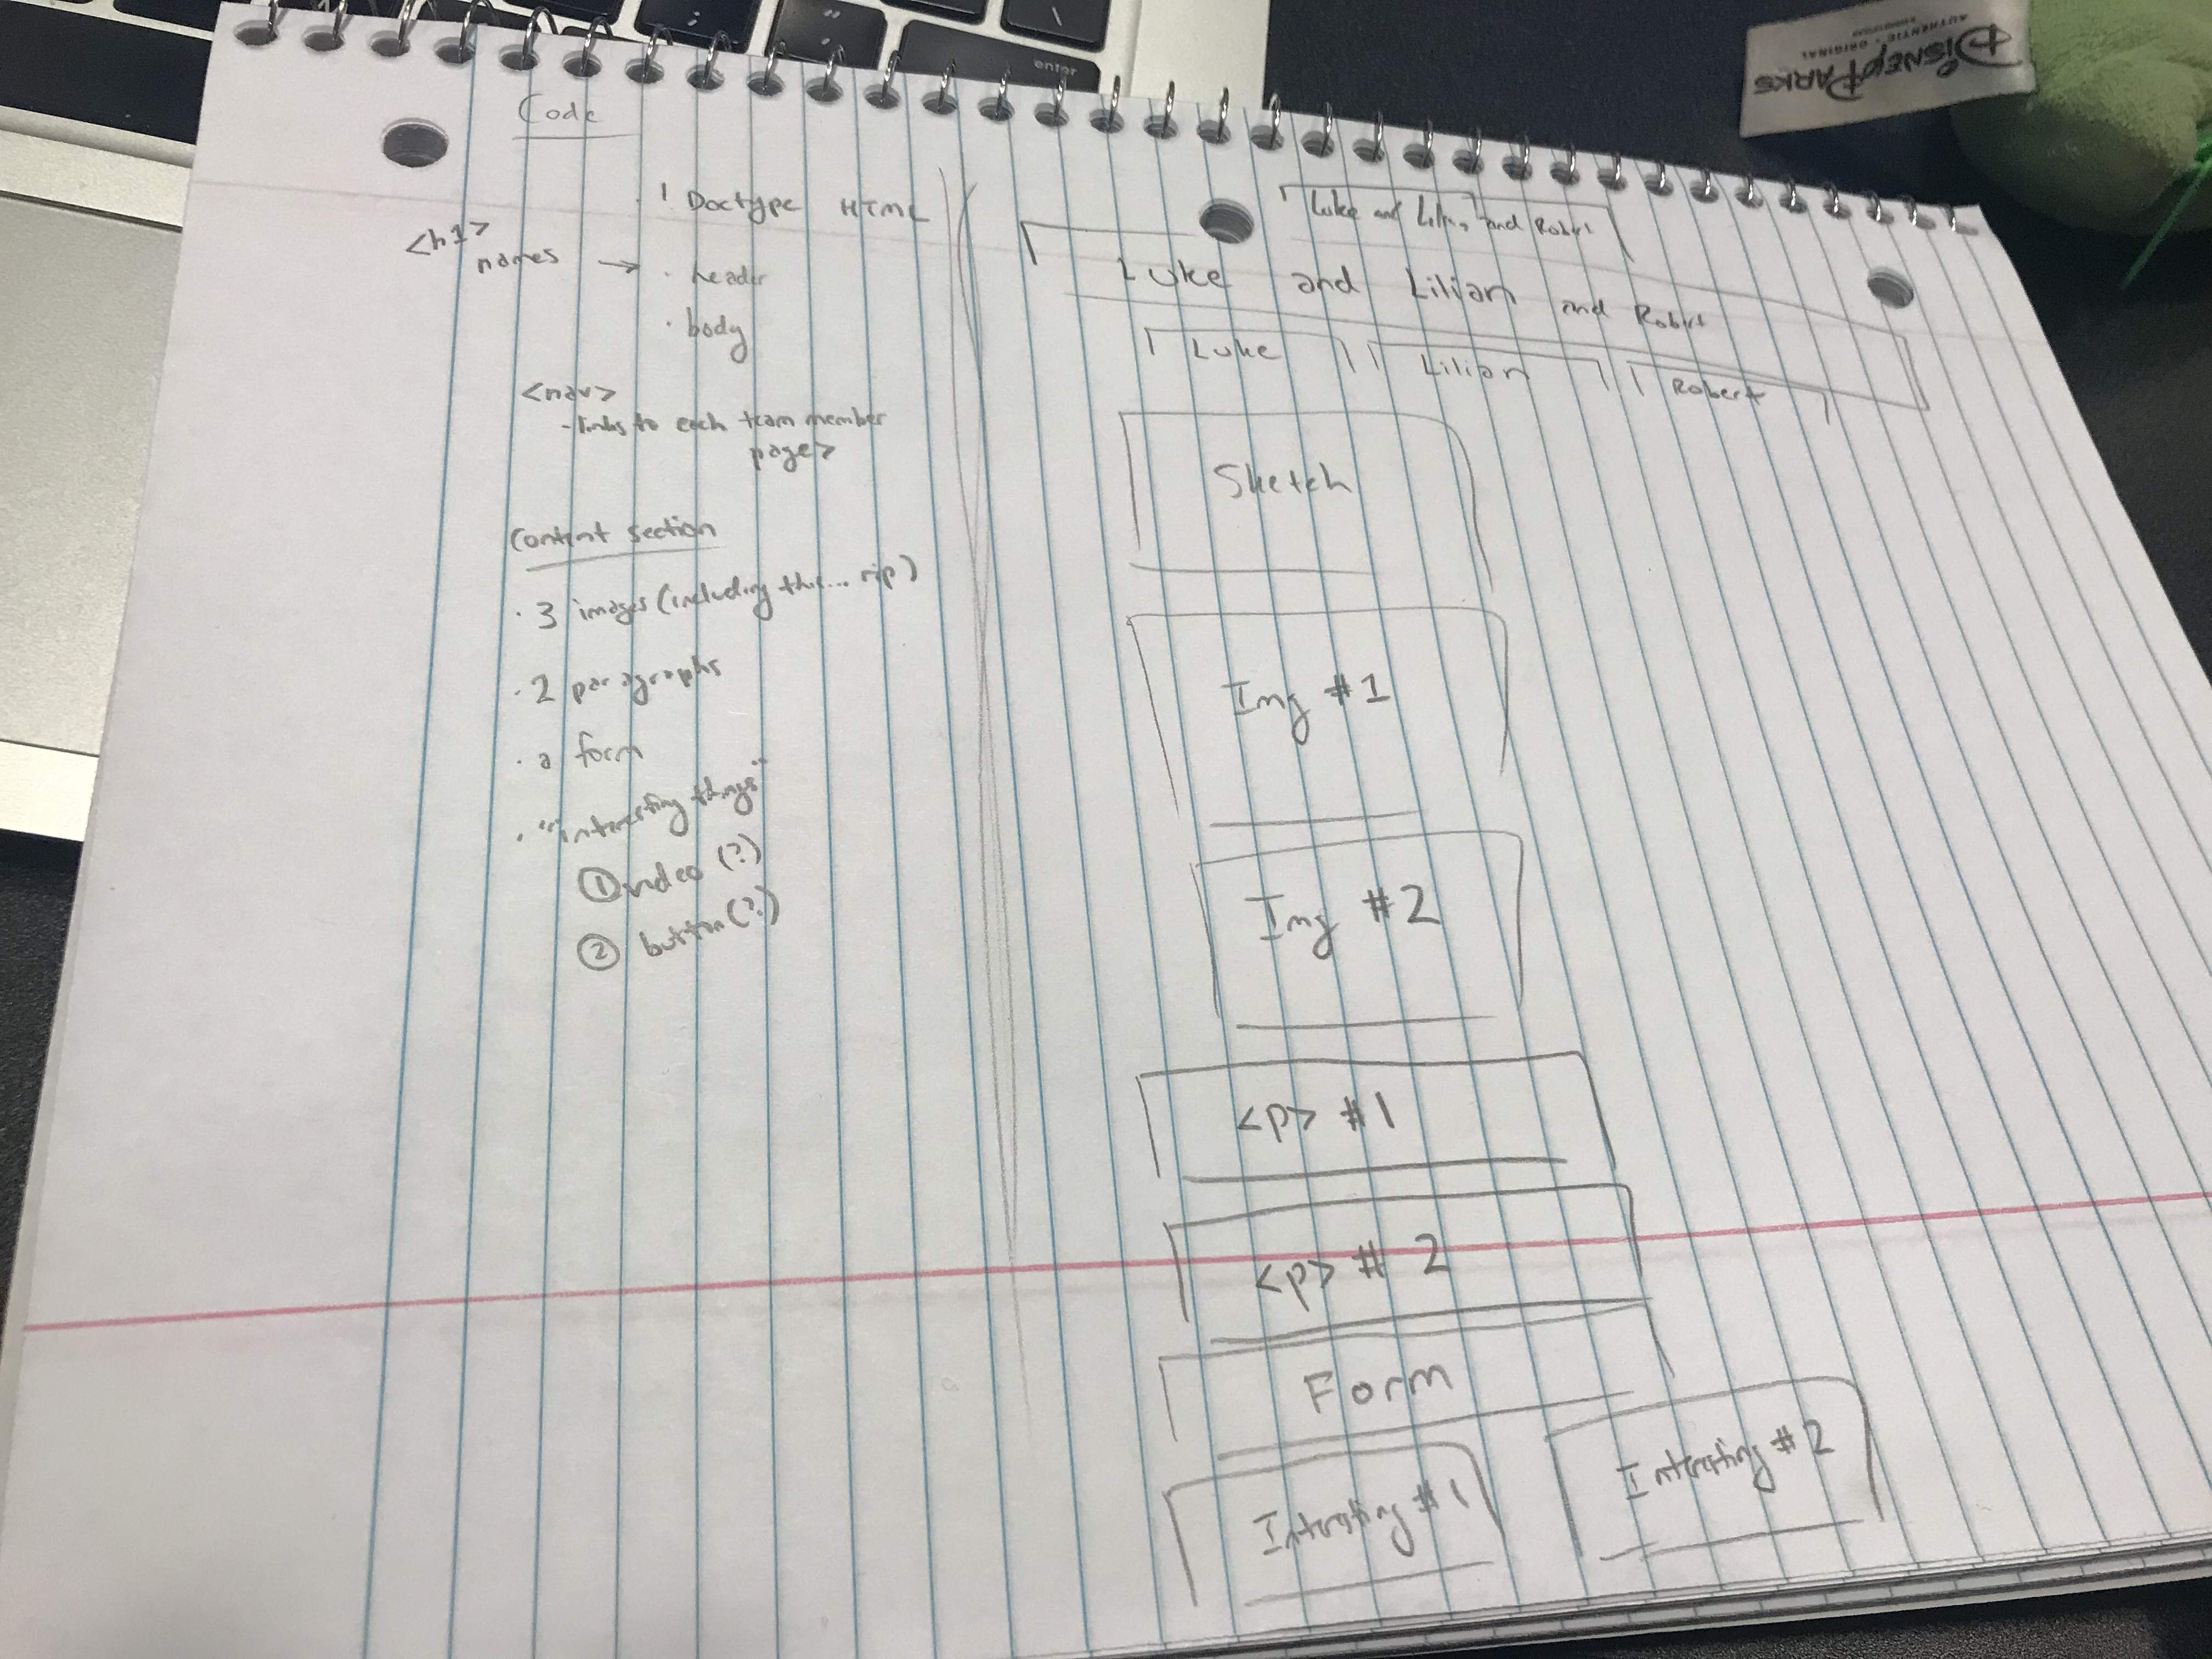 Code
! Doctype HTML
<h1> names → · header
· body
<nav>
- links to each team member
page>
Content section
· 3 images (including this... rip)
· 2 paragraphs
· a form
· "interesting things"
① video (?)
② button (?)
Luke and Lilian and Robert
Luke and Lilian and Robert
Luke
Lilian
Robert
Sketch
Img #1
Img #2
<p> #1
<p> # 2
Form
Interesting #1
Interesting #2
enter
DISNEY PARKS
AUTHENTIC ORIGINAL